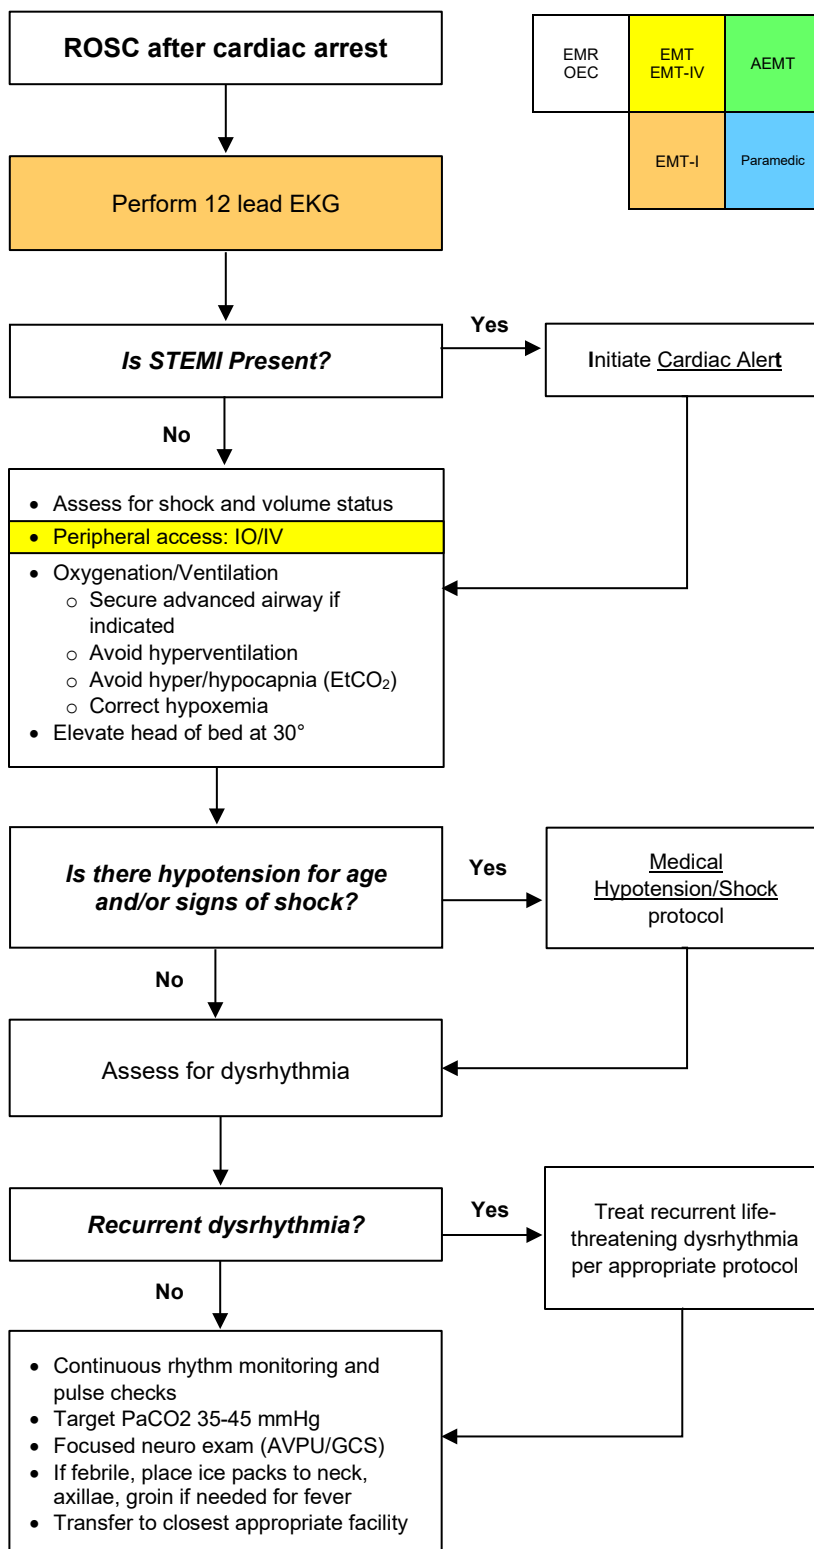 ROSC after cardiac arrest
EMR
OEC
EMT
EMT-IV
AEMT
EMT-I
Paramedic
Perform 12 lead EKG
Is STEMI Present?
Yes
Initiate Cardiac Alert
No
• Assess for shock and volume status
• Peripheral access: IO/IV
• Oxygenation/Ventilation
o Secure advanced airway if
indicated
o Avoid hyperventilation
o Avoid hyper/hypocapnia (EtCO₂)
o Correct hypoxemia
• Elevate head of bed at 30°
Is there hypotension for age
and/or signs of shock?
Yes
Medical
Hypotension/Shock
protocol
No
Assess for dysrhythmia
Recurrent dysrhythmia?
Yes
Treat recurrent life-
threatening dysrhythmia
per appropriate protocol
No
• Continuous rhythm monitoring and
pulse checks
• Target PaCO2 35-45 mmHg
• Focused neuro exam (AVPU/GCS)
• If febrile, place ice packs to neck,
axillae, groin if needed for fever
• Transfer to closest appropriate facility